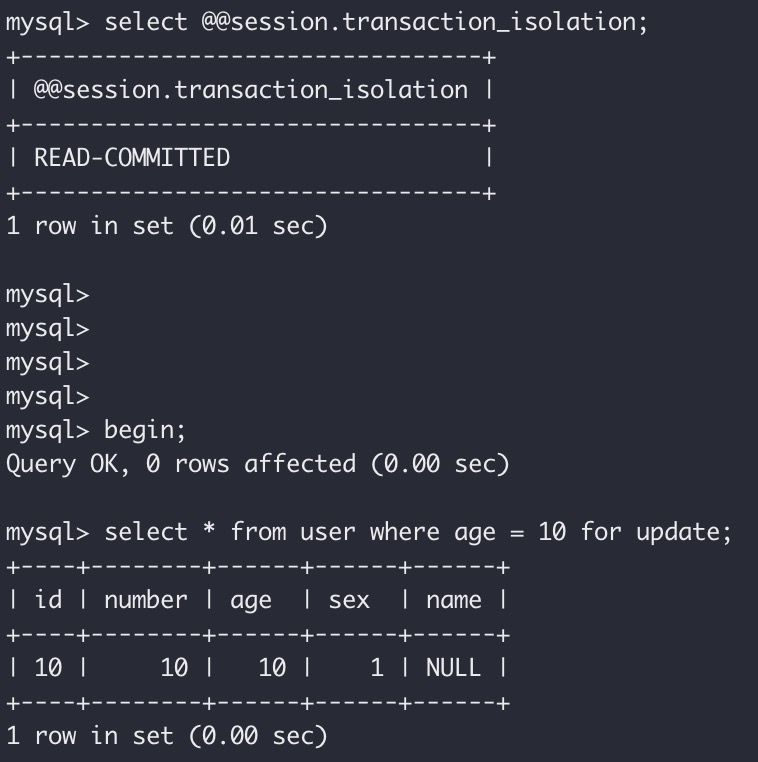 mysql> select @@session.transaction_isolation;
+---------------------------------+
| @@session.transaction_isolation |
+---------------------------------+
| READ-COMMITTED                  |
+---------------------------------+
1 row in set (0.01 sec)

mysql>
mysql>
mysql>
mysql>
mysql> begin;
Query OK, 0 rows affected (0.00 sec)

mysql> select * from user where age = 10 for update;
+----+--------+------+------+------+
| id | number | age  | sex  | name |
+----+--------+------+------+------+
| 10 |     10 |   10 |    1 | NULL |
+----+--------+------+------+------+
1 row in set (0.00 sec)